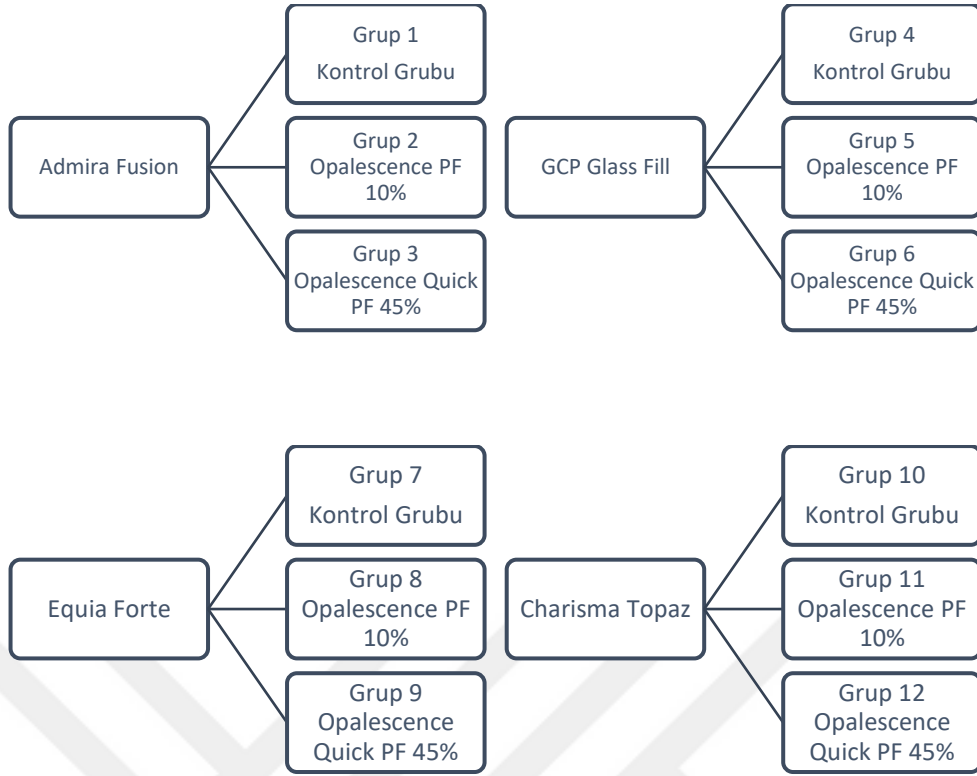 Admira Fusion
Grup 1
Kontrol Grubu
Grup 2
Opalescence PF
10%
Grup 3
Opalescence Quick
PF 45%
GCP Glass Fill
Grup 4
Kontrol Grubu
Grup 5
Opalescence PF
10%
Grup 6
Opalescence Quick
PF 45%
Equia Forte
Grup 7
Kontrol Grubu
Grup 8
Opalescence PF
10%
Grup 9
Opalescence
Quick PF 45%
Charisma Topaz
Grup 10
Kontrol Grubu
Grup 11
Opalescence PF
10%
Grup 12
Opalescence
Quick PF 45%